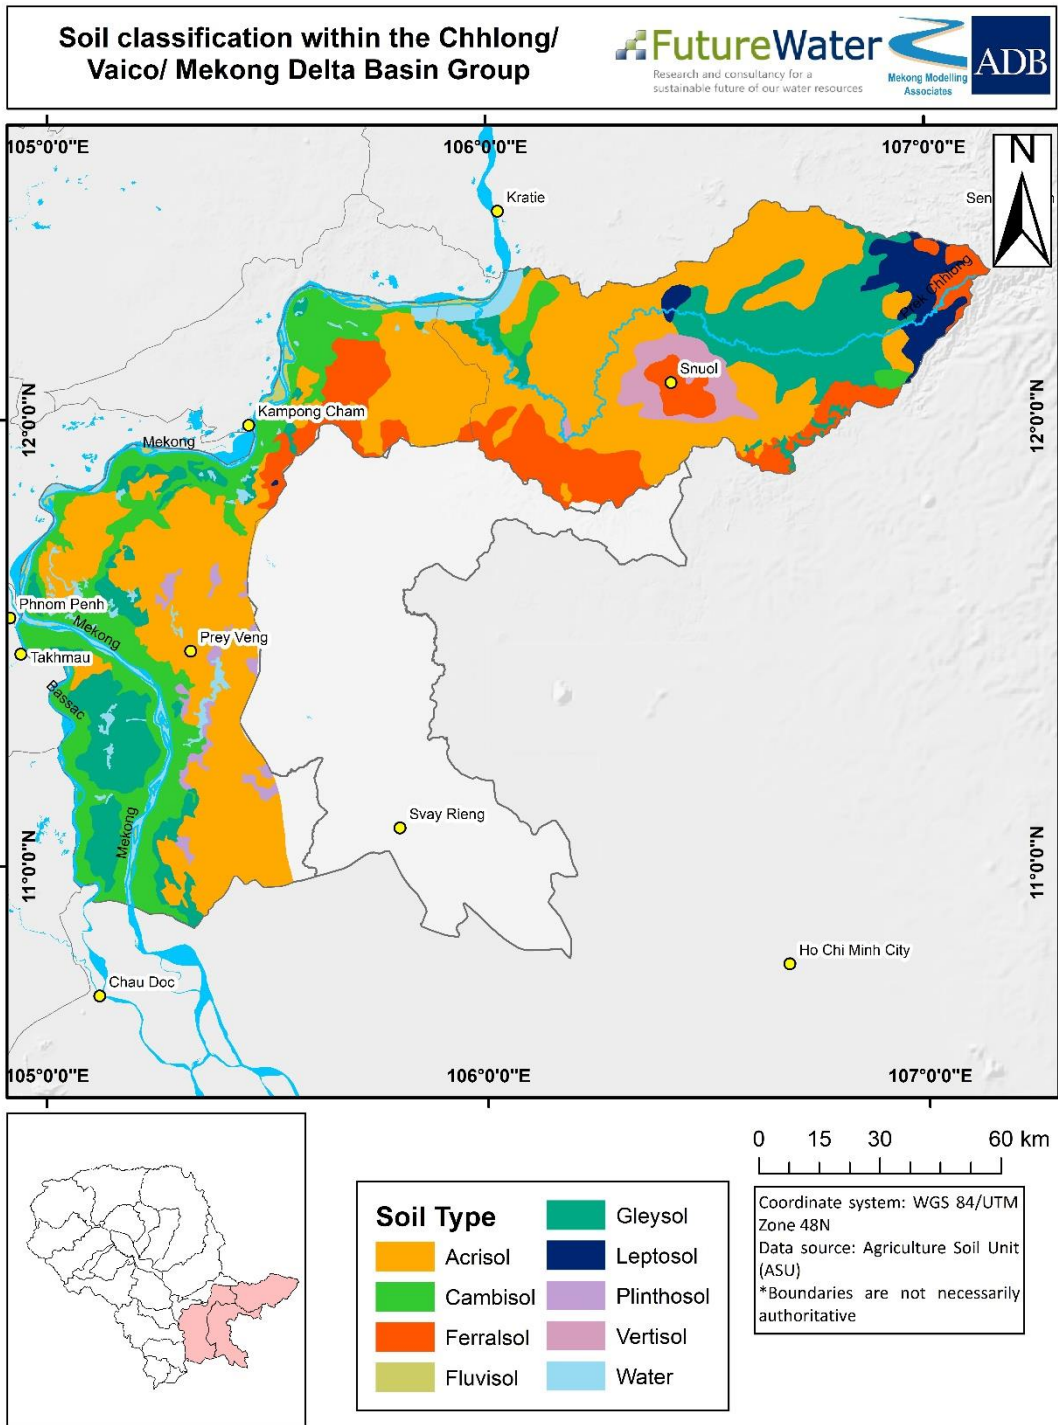 Soil classification within the Chhlong/
Vaico/ Mekong Delta Basin Group
FutureWater
Research and consultancy for a
sustainable future of our water resources
Mekong Modelling
Associates
ADB
105°0'0"E
106°0'0"E
107°0'0"E
N
Kratie
Sen
Prek Chhlong
Snuol
12°0'0"N
12°0'0"N
Kampong Cham
Mekong
Phnom Penh
Mekong
Prey Veng
Takhmau
Bassac
Mekong
Svay Rieng
11°0'0"N
11°0'0"N
Ho Chi Minh City
Chau Doc
105°0'0"E
106°0'0"E
107°0'0"E
0 15 30 60 km
Soil Type
Acrisol
Cambisol
Ferralsol
Fluvisol
Gleysol
Leptosol
Plinthosol
Vertisol
Water
Coordinate system: WGS 84/UTM
Zone 48N
Data source: Agriculture Soil Unit
(ASU)
*Boundaries are not necessarily
authoritative